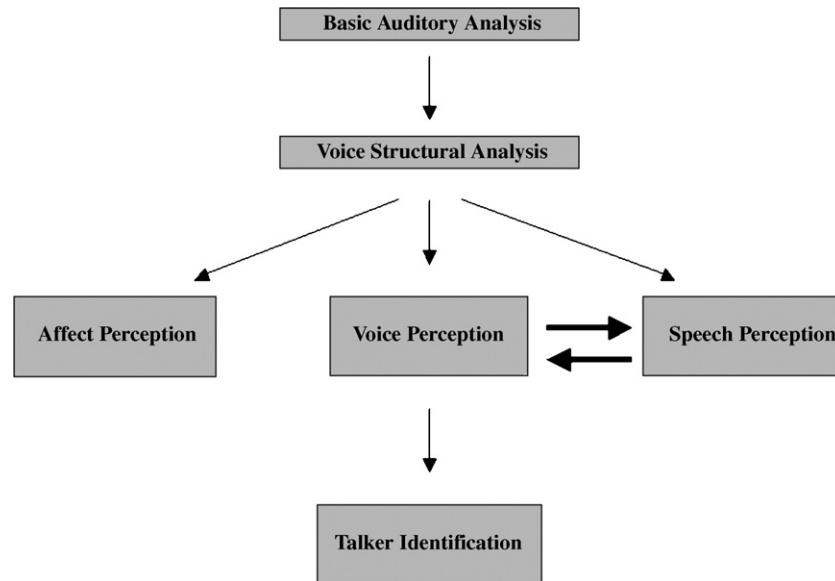 Basic Auditory Analysis
Voice Structural Analysis
Affect Perception
Voice Perception
Speech Perception
Talker Identification